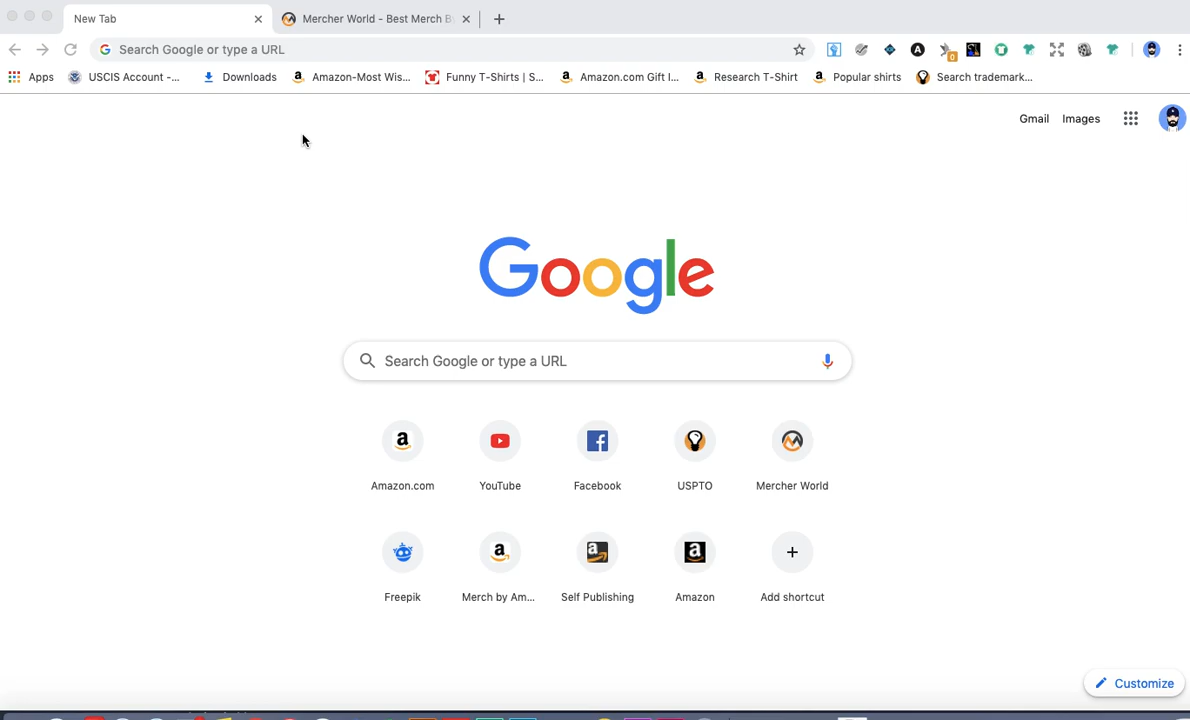 New Tab
Mercher World - Best Merch B
Search Google or type a URL
0
Apps
USCIS Account -...
Downloads
Amazon-Most Wis...
Funny T-Shirts | S...
Amazon.com Gift I...
Research T-Shirt
Popular shirts
Search trademark...
Gmail
Images
Google
Search Google or type a URL
Amazon.com
YouTube
Facebook
USPTO
Mercher World
Freepik
Merch by Am...
Self Publishing
Amazon
Add shortcut
Customize